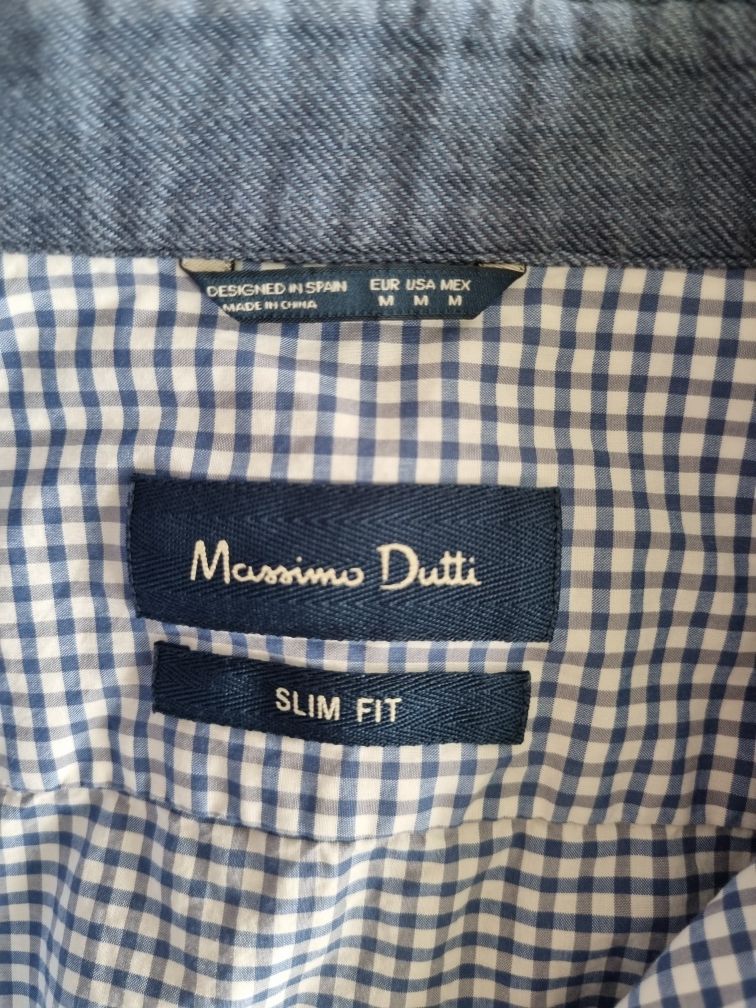 DESIGNED IN SPAIN EUR USA MEX
MADE IN CHINA M M M
Massimo Dutti
SLIM FIT